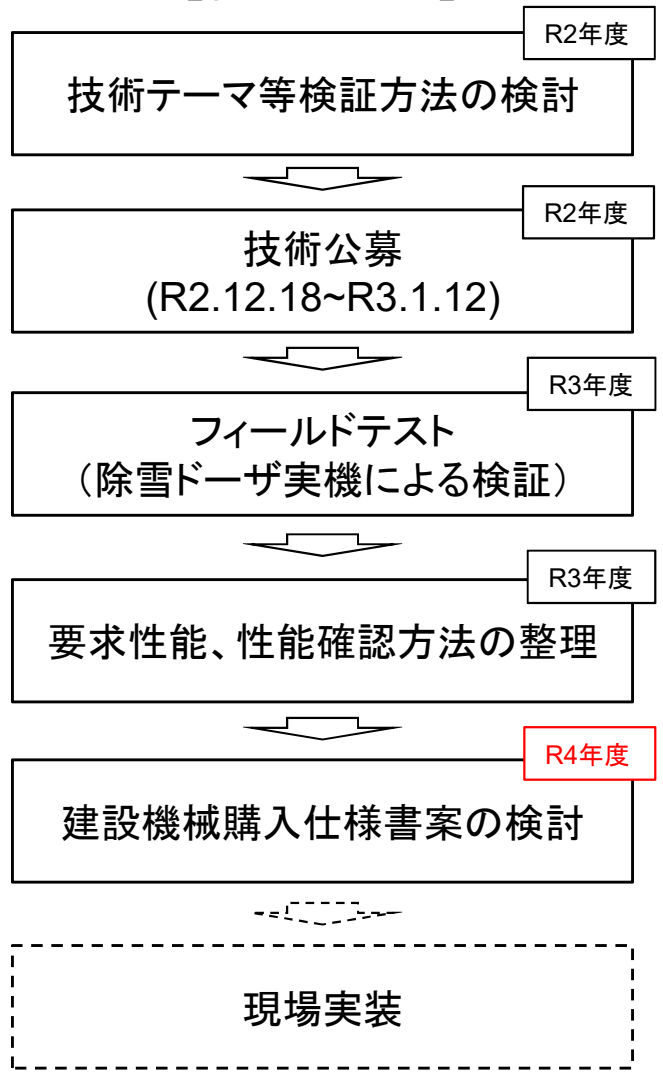 R2年度
技術テーマ等検証方法の検討
R2年度
技術公募
(R2.12.18~R3.1.12)
R3年度
フィールドテスト
（除雪ドーザ実機による検証）
R3年度
要求性能、性能確認方法の整理
R4年度
建設機械購入仕様書案の検討
現場実装